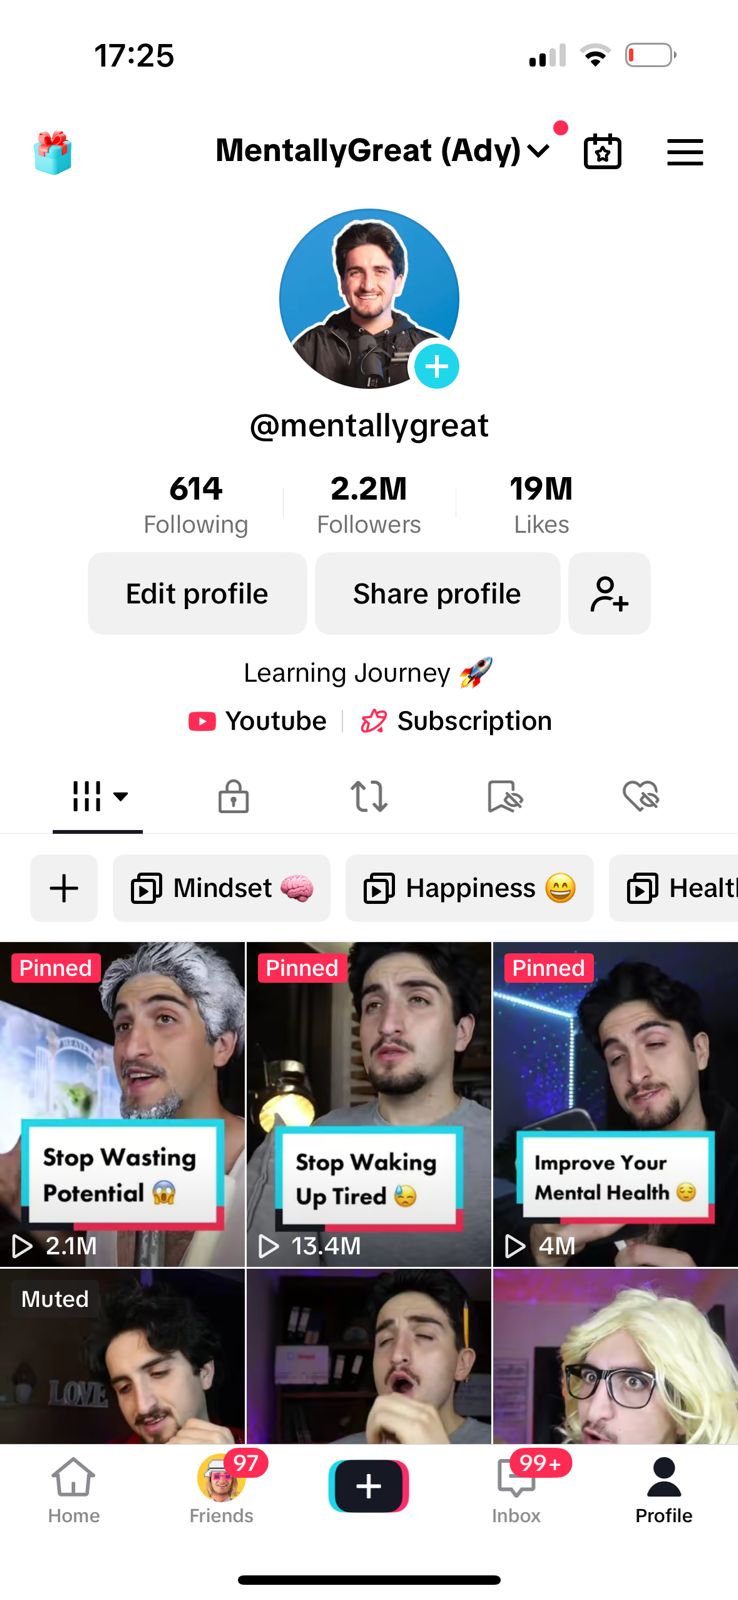 17:25
MentallyGreat (Ady)
@mentallygreat
614 2.2M 19M
Following Followers Likes
Edit profile Share profile
Learning Journey 🚀
Youtube Subscription
Mindset 🧠 Happiness 😄 Healt
Pinned Pinned Pinned
Stop Wasting
Potential 😱
Stop Waking
Up Tired 😓
Improve Your
Mental Health 😔
2.1M 13.4M 4M
Muted
LOVE
97 99+
Home Friends Inbox Profile